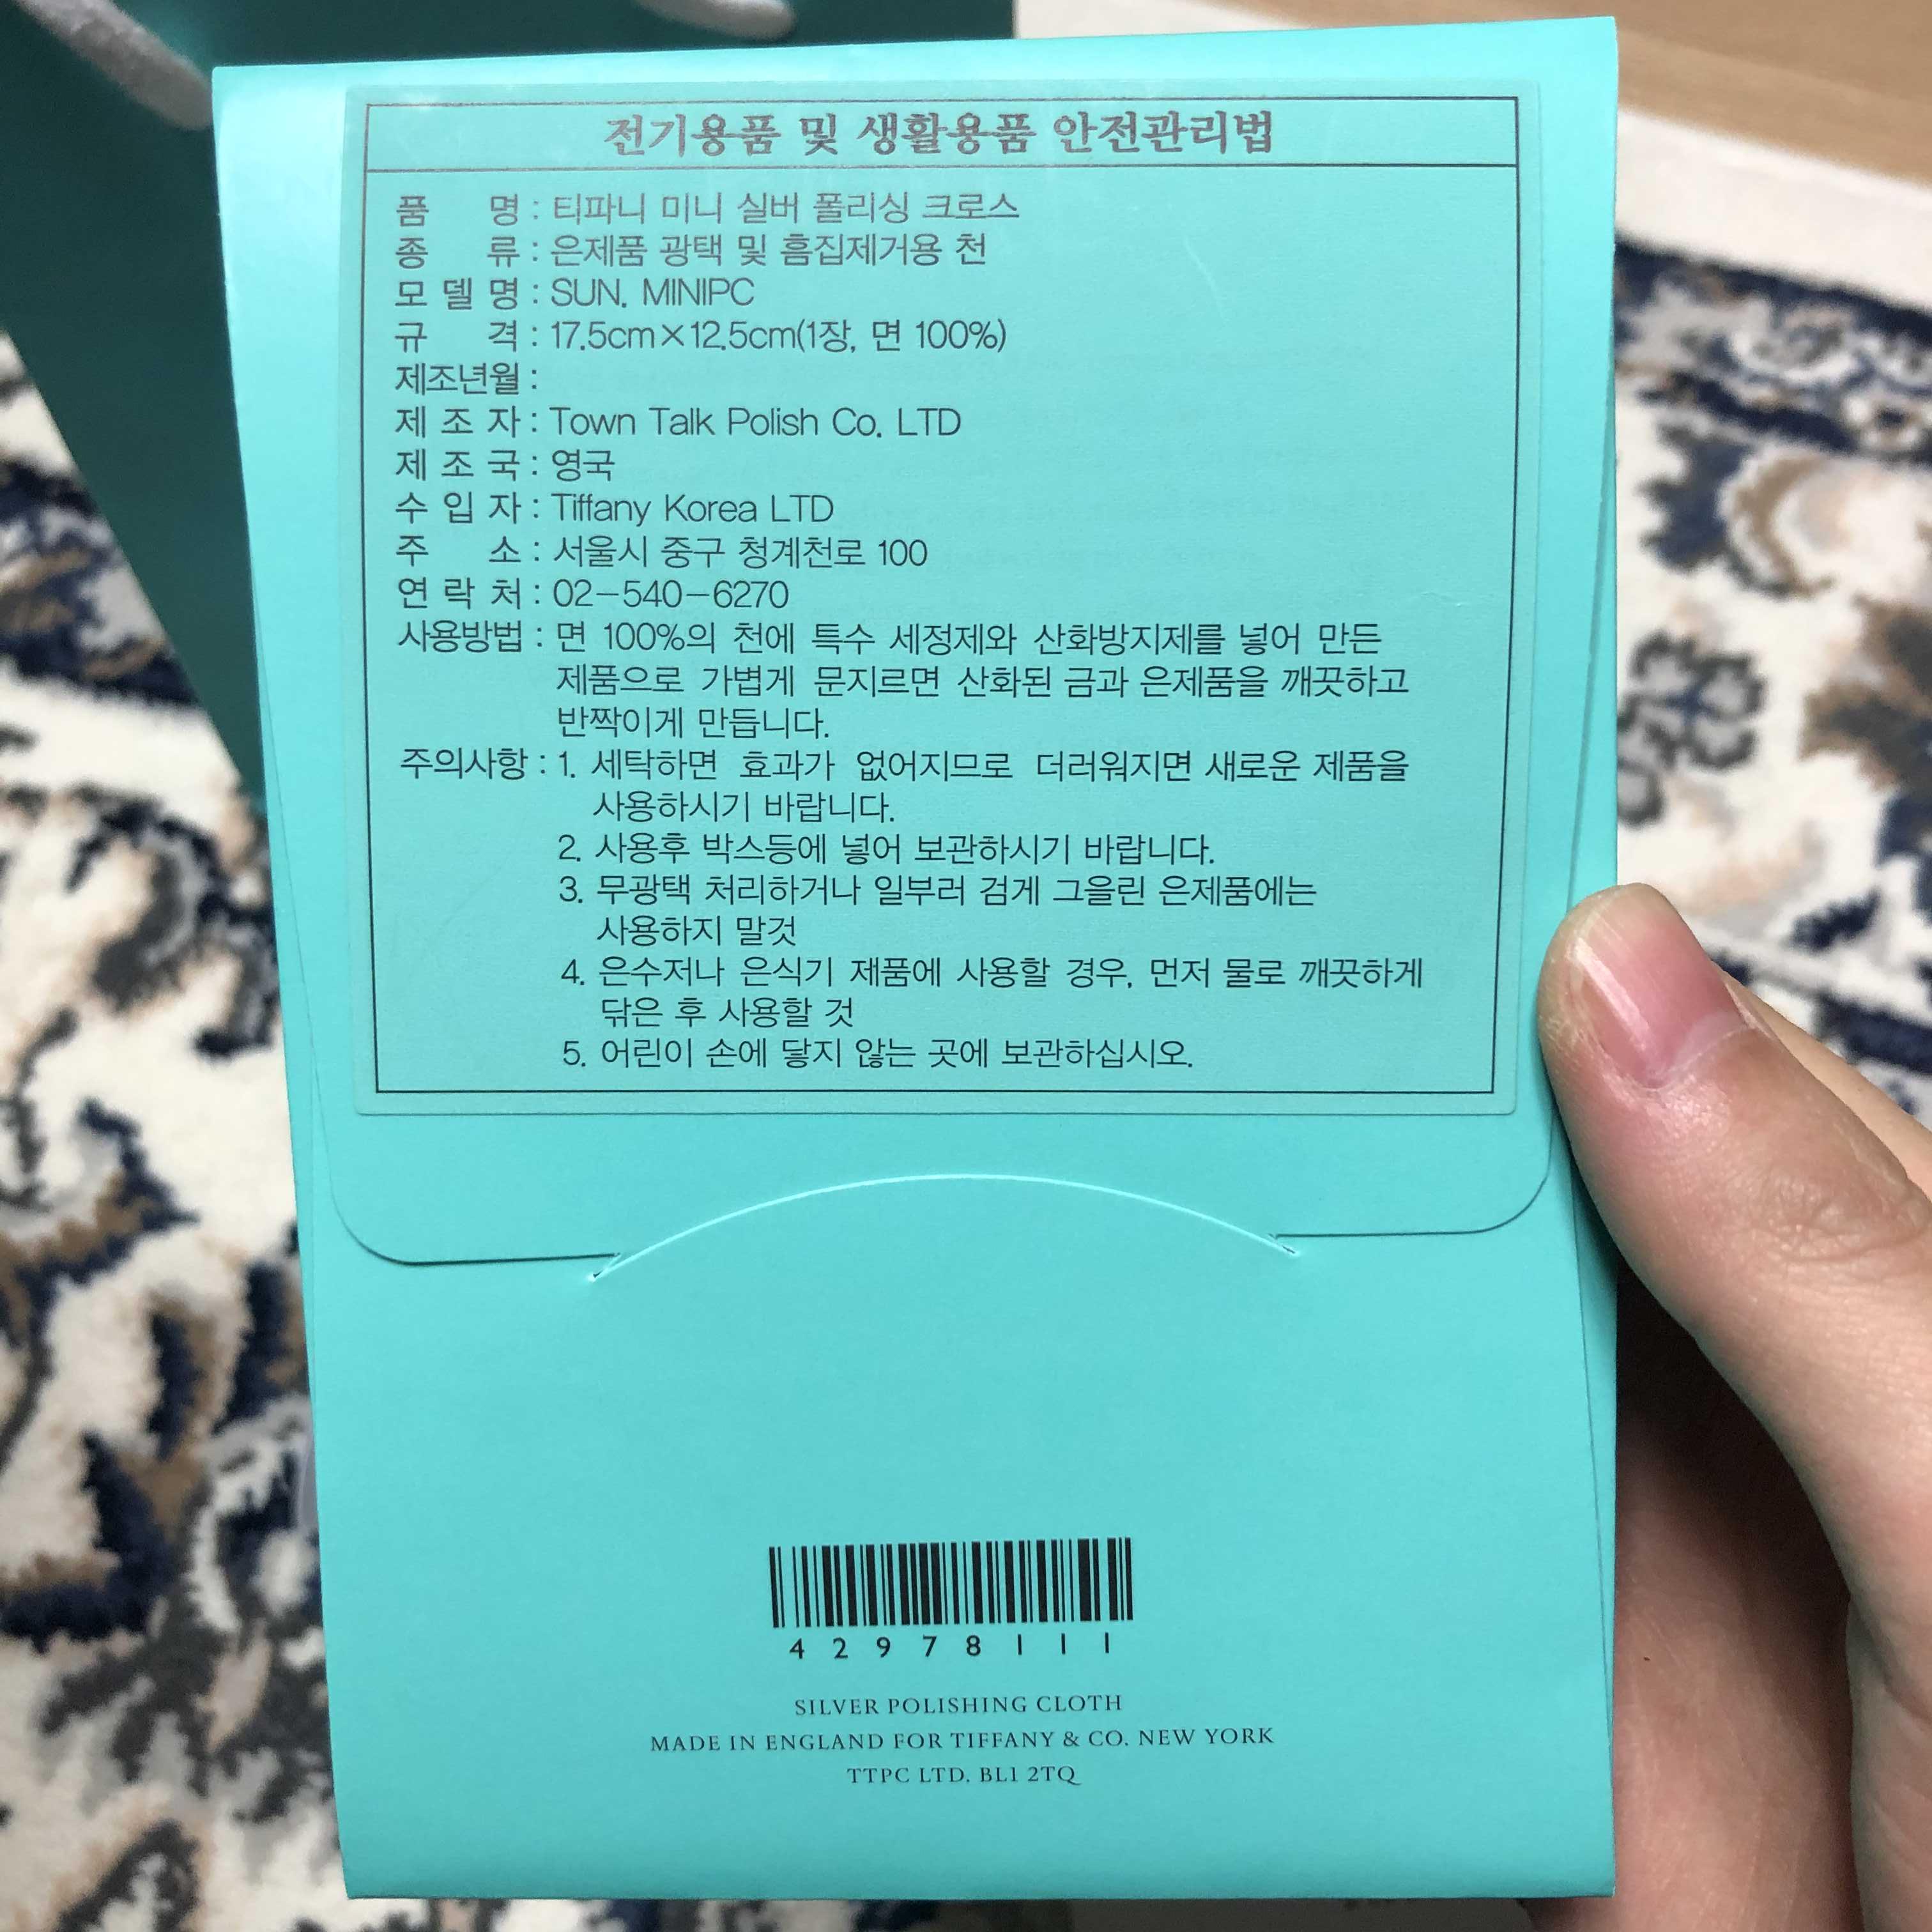 전기용품 및 생활용품 안전관리법
품 명 : 티파니 미니 실버 폴리싱 크로스
종 류 : 은제품 광택 및 흠집제거용 천
모 델 명 : SUN. MINIPC
규 격 : 17.5cm×12.5cm(1장, 면 100%)
제조년월 :
제 조 자 : Town Talk Polish Co. LTD
제 조 국 : 영국
수 입 자 : Tiffany Korea LTD
주 소 : 서울시 중구 청계천로 100
연 락 처 : 02-540-6270
사용방법 : 면 100%의 천에 특수 세정제와 산화방지제를 넣어 만든
제품으로 가볍게 문지르면 산화된 금과 은제품을 깨끗하고
반짝이게 만듭니다.
주의사항 : 1. 세탁하면 효과가 없어지므로 더러워지면 새로운 제품을
사용하시기 바랍니다.
2. 사용후 박스등에 넣어 보관하시기 바랍니다.
3. 무광택 처리하거나 일부러 검게 그을린 은제품에는
사용하지 말것
4. 은수저나 은식기 제품에 사용할 경우, 먼저 물로 깨끗하게
닦은 후 사용할 것
5. 어린이 손에 닿지 않는 곳에 보관하십시오.
42978111
SILVER POLISHING CLOTH
MADE IN ENGLAND FOR TIFFANY & CO. NEW YORK
TTPC LTD. BL1 2TQ